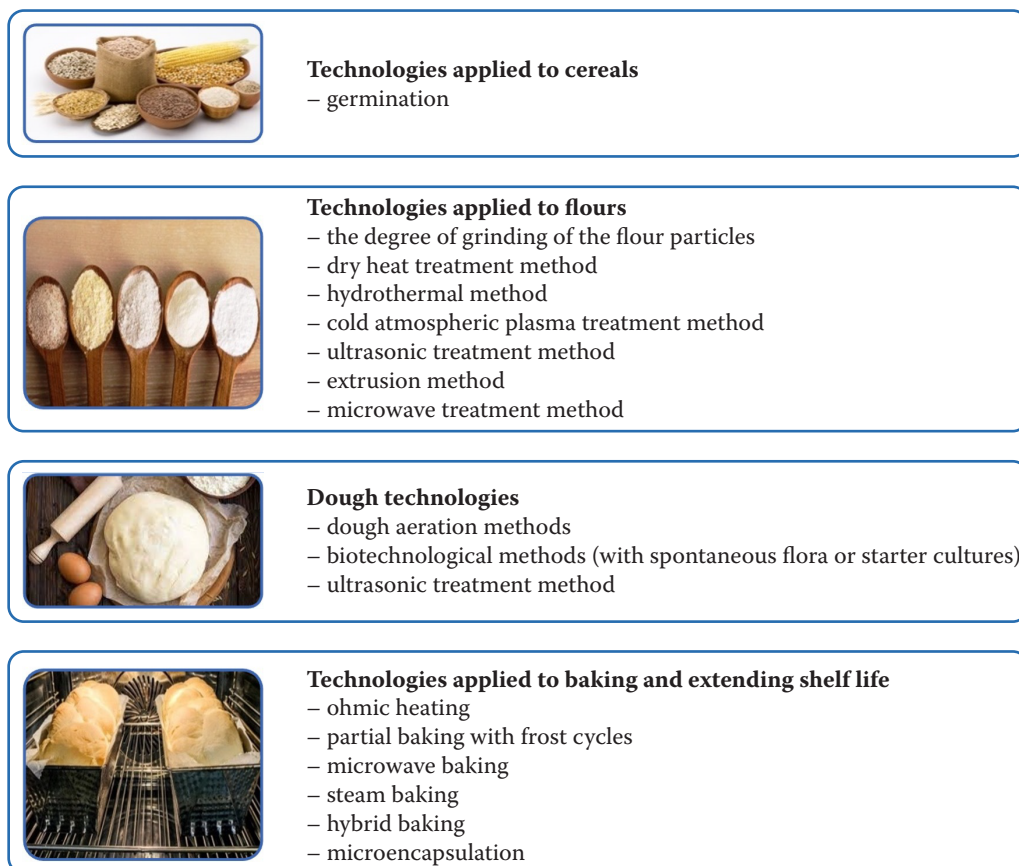 Technologies applied to cereals
– germination
Technologies applied to flours
– the degree of grinding of the flour particles
– dry heat treatment method
– hydrothermal method
– cold atmospheric plasma treatment method
– ultrasonic treatment method
– extrusion method
– microwave treatment method
Dough technologies
– dough aeration methods
– biotechnological methods (with spontaneous flora or starter cultures)
– ultrasonic treatment method
Technologies applied to baking and extending shelf life
– ohmic heating
– partial baking with frost cycles
– microwave baking
– steam baking
– hybrid baking
– microencapsulation